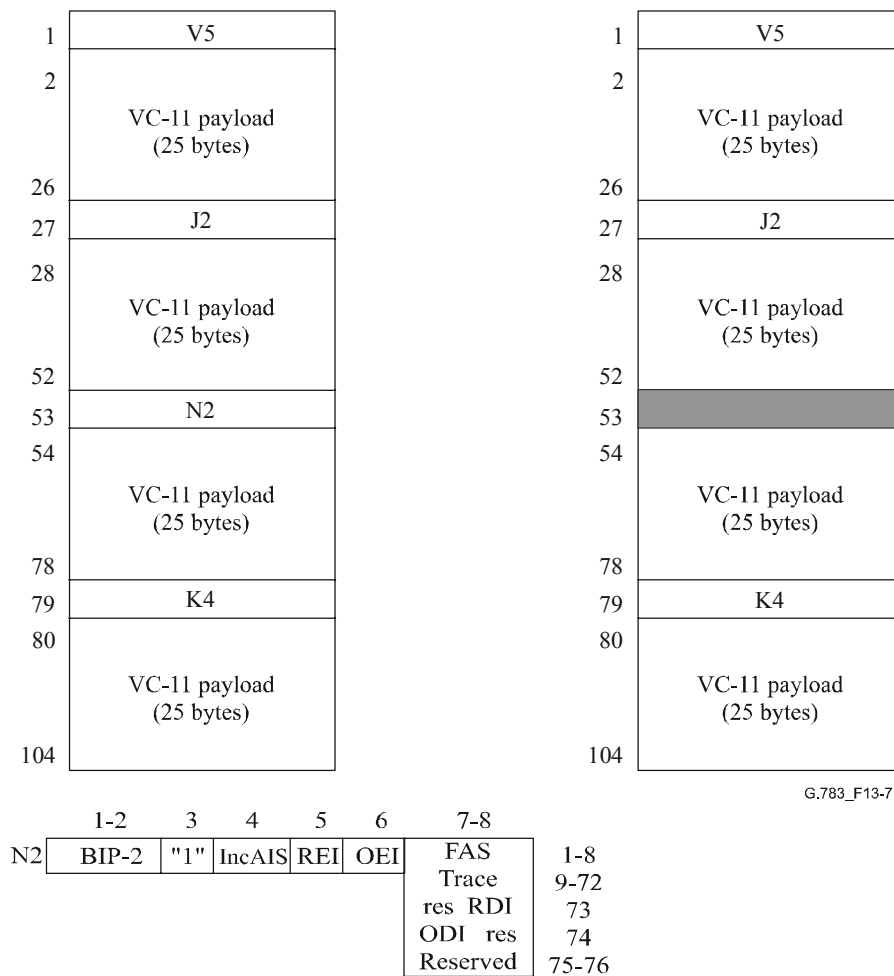 1 V5
2
VC-11 payload
(25 bytes)
26
27 J2
28
VC-11 payload
(25 bytes)
52
53 N2
54
VC-11 payload
(25 bytes)
78
79 K4
80
VC-11 payload
(25 bytes)
104
1 V5
2
VC-11 payload
(25 bytes)
26
27 J2
28
VC-11 payload
(25 bytes)
52
53
54
VC-11 payload
(25 bytes)
78
79 K4
80
VC-11 payload
(25 bytes)
104
G.783_F13-7
1-2 3 4 5 6 7-8
N2 BIP-2 "1" IncAIS REI OEI FAS 1-8
Trace 9-72
res RDI 73
ODI res 74
Reserved 75-76